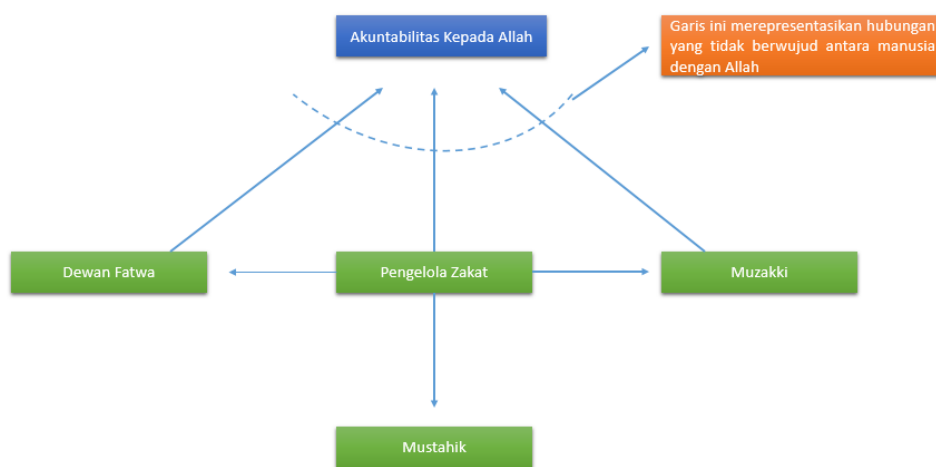 Akuntabilitas Kepada Allah
Garis ini merepresentasikan hubungan
yang tidak berwujud antara manusia
dengan Allah
Dewan Fatwa
Pengelola Zakat
Muzakki
Mustahik